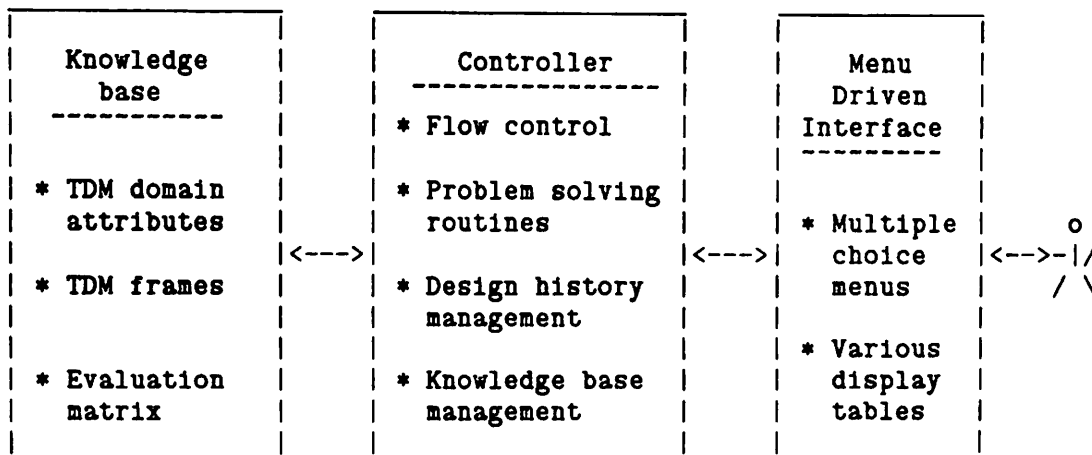 Knowledge
base
-----------
* TDM domain
attributes
* TDM frames
* Evaluation
matrix
<--->
Controller
----------------
* Flow control
* Problem solving
routines
* Design history
management
* Knowledge base
management
<--->
Menu
Driven
Interface
---------
* Multiple
choice
menus
* Various
display
tables
<-->